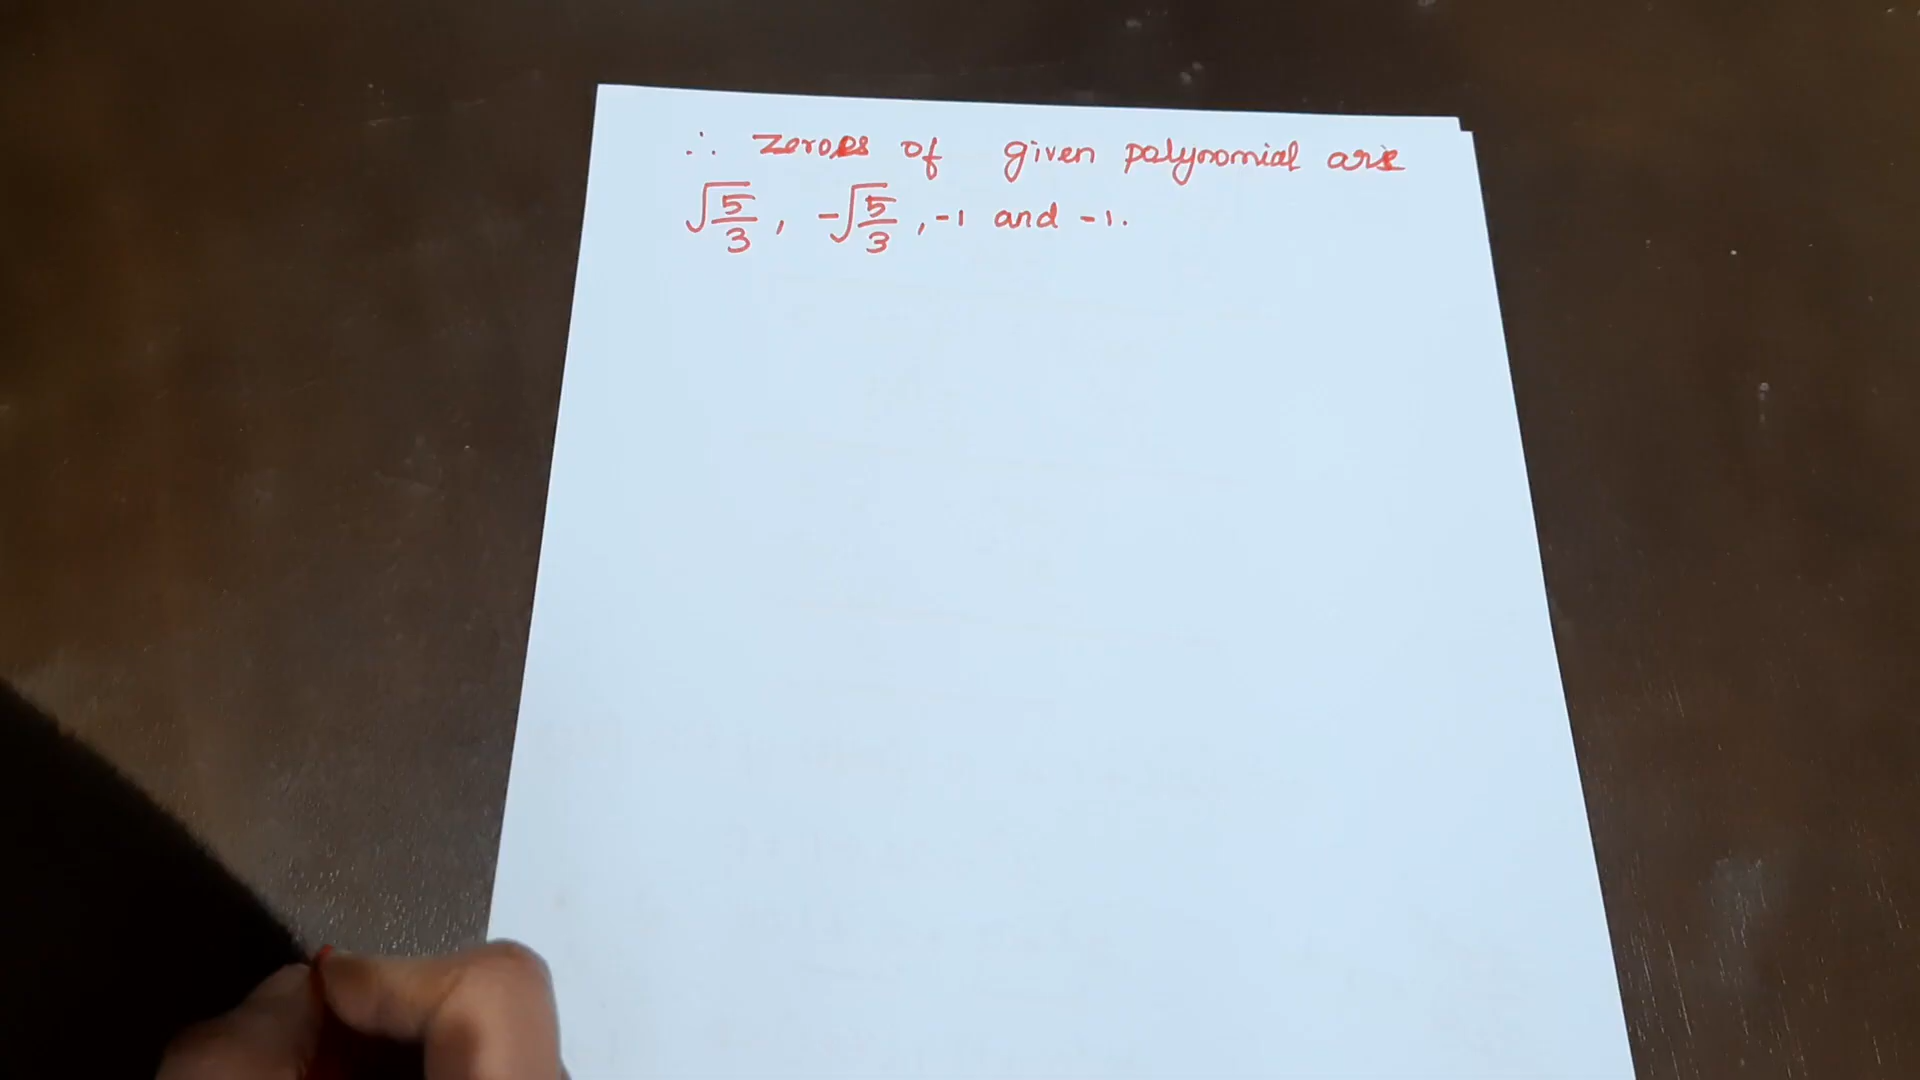 ∴ zeroes of given polynomial are
√5/3, -√5/3, -1 and -1.